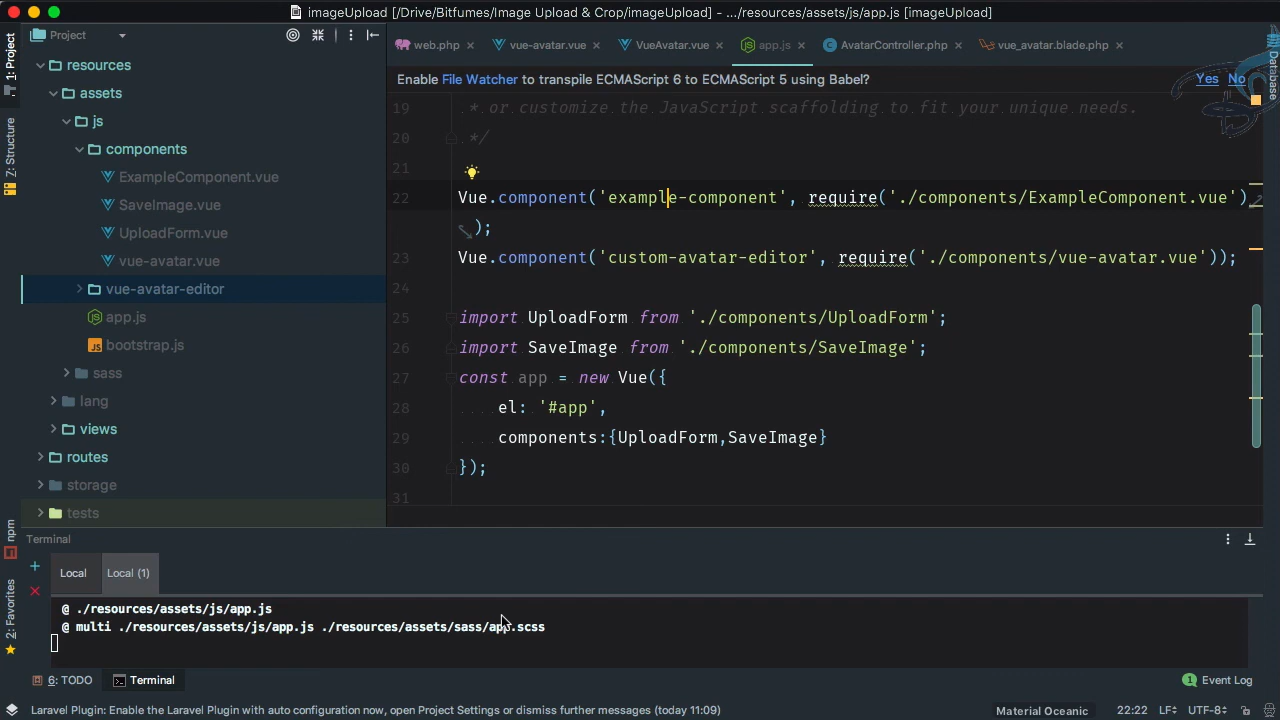 imageUpload [/Drive/Bitfumes/Image Upload & Crop/imageUpload] - .../resources/assets/js/app.js [imageUpload]
Project
web.php
vue-avatar.vue
VueAvatar.vue
app.js
AvatarController.php
vue_avatar.blade.php
Enable File Watcher to transpile ECMAScript 6 to ECMAScript 5 using Babel?
Yes No
1: Project
7: Structure
npm
2: Favorites
Database
resources
assets
js
components
ExampleComponent.vue
SaveImage.vue
UploadForm.vue
vue-avatar.vue
vue-avatar-editor
app.js
bootstrap.js
sass
lang
views
routes
storage
tests
19 * or customize the JavaScript scaffolding to fit your unique needs.
20 */
21
22 Vue.component('example-component', require('./components/ExampleComponent.vue')
);
23 Vue.component('custom-avatar-editor', require('./components/vue-avatar.vue'));
24
25 import UploadForm from './components/UploadForm';
26 import SaveImage from './components/SaveImage';
27 const app = new Vue({
28 el: '#app',
29 components:{UploadForm,SaveImage}
30 });
31
Terminal
Local
Local (1)
@ ./resources/assets/js/app.js
@ multi ./resources/assets/js/app.js ./resources/assets/sass/app.scss
6: TODO
Terminal
1 Event Log
Laravel Plugin: Enable the Laravel Plugin with auto configuration now, open Project Settings or dismiss further messages (today 11:09)
Material Oceanic
22:22
LF
UTF-8